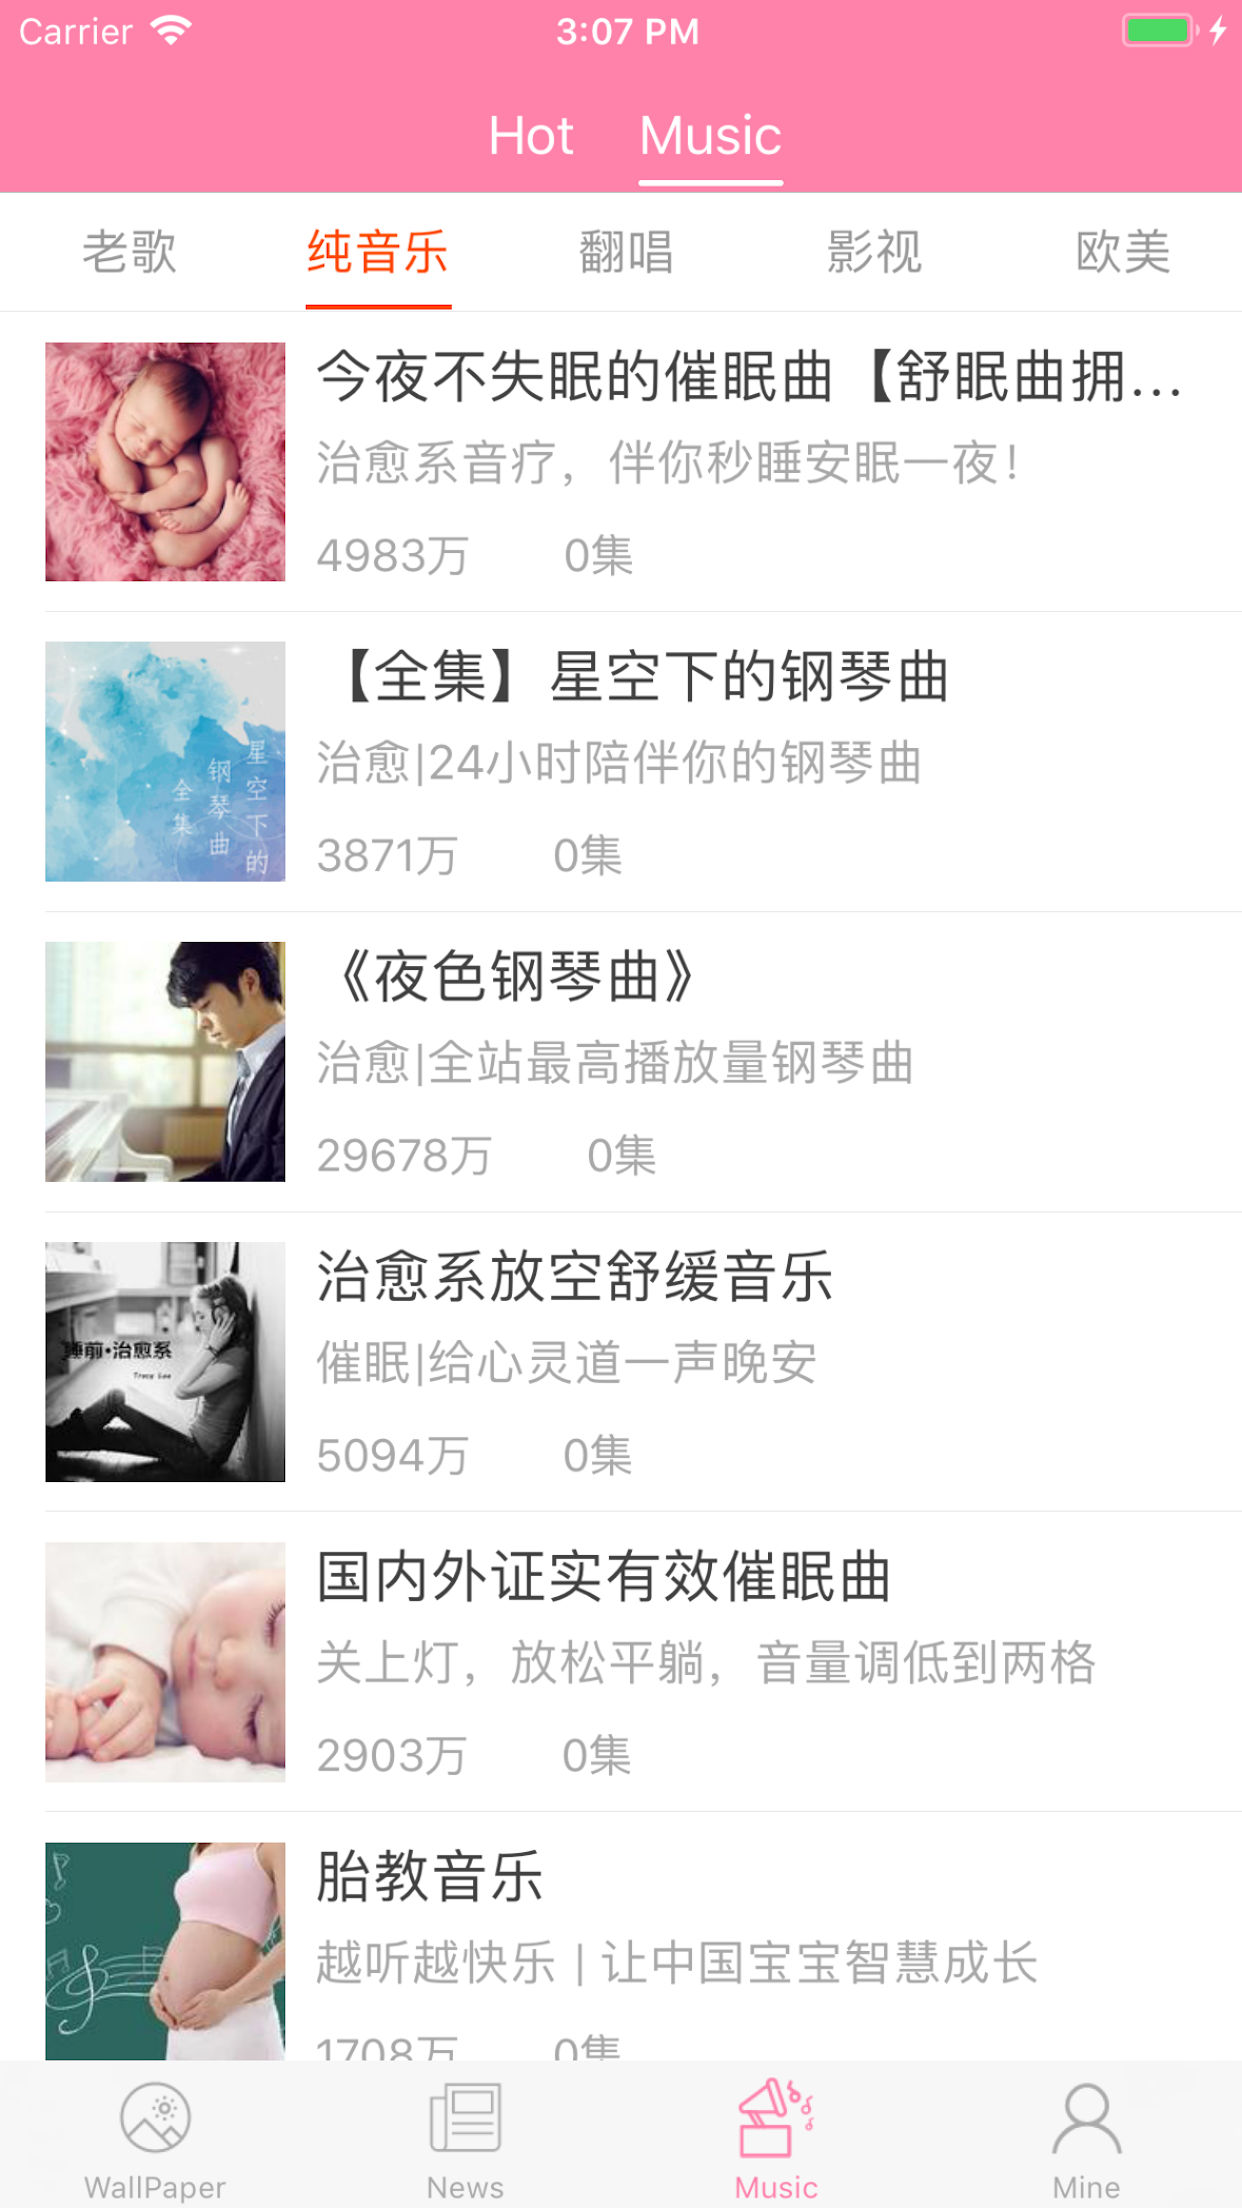 Carrier
3:07 PM
Hot
Music
老歌
纯音乐
翻唱
影视
欧美
今夜不失眠的催眠曲【舒眠曲拥...
治愈系音疗，伴你秒睡安眠一夜！
4983万
0集
星空下的
钢琴曲
全集
【全集】星空下的钢琴曲
治愈|24小时陪伴你的钢琴曲
3871万
0集
《夜色钢琴曲》
治愈|全站最高播放量钢琴曲
29678万
0集
睡前·治愈系
Tracy Lee
治愈系放空舒缓音乐
催眠|给心灵道一声晚安
5094万
0集
国内外证实有效催眠曲
关上灯，放松平躺，音量调低到两格
2903万
0集
胎教音乐
越听越快乐 | 让中国宝宝智慧成长
1708万
0集
WallPaper
News
Music
Mine